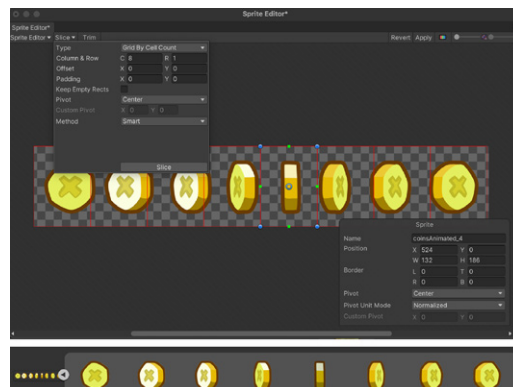 Sprite Editor*
Sprite Editor*
Sprite Editor Slice Trim Revert Apply
Type Grid By Cell Count
Column & Row C 8 R 1
Offset X 0 Y 0
Padding X 0 Y 0
Keep Empty Rects
Pivot Center
Custom Pivot X 0 Y 0
Method Smart
Slice
Sprite
Name coinsAnimated_4
Position X 524 Y 0
W 132 H 186
Border L 0 T 0
R 0 B 0
Pivot Center
Pivot Unit Mode Normalized
Custom Pivot X 0 Y 0